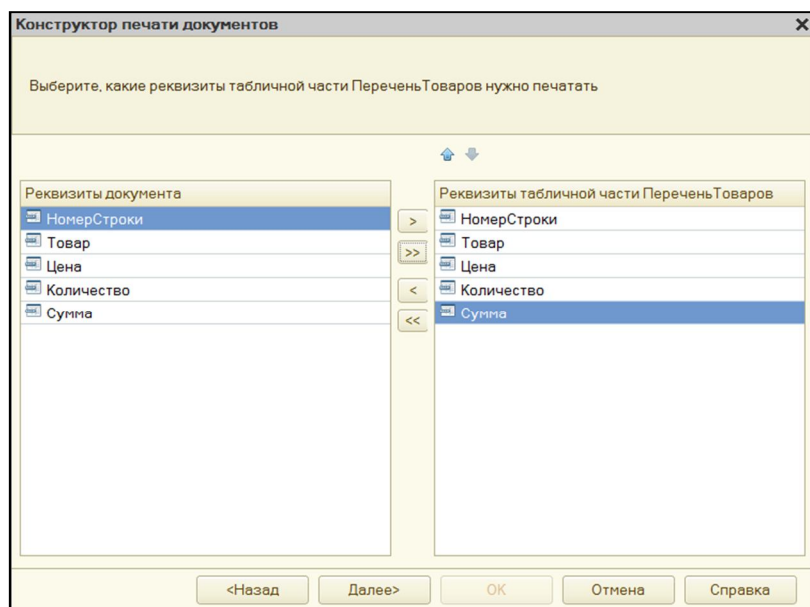 Конструктор печати документов
Выберите, какие реквизиты табличной части ПереченьТоваров нужно печатать
Реквизиты документа
НомерСтроки
Товар
Цена
Количество
Сумма
>
>>
<
<<
Реквизиты табличной части ПереченьТоваров
НомерСтроки
Товар
Цена
Количество
Сумма
<Назад
Далее>
ОК
Отмена
Справка